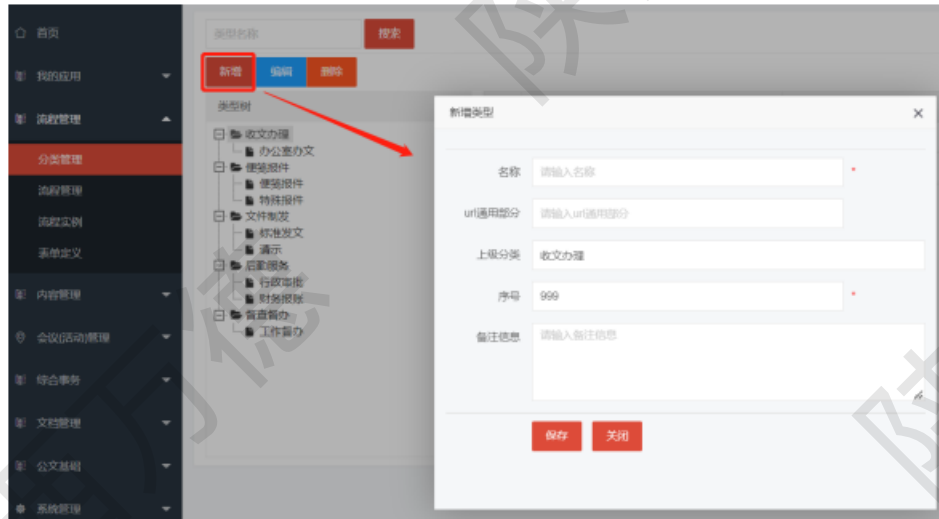 首页
我的应用
流程管理
分类管理
流程管理
流程实例
表单定义
内容管理
会议(活动)管理
综合事务
文档管理
公文基础
系统管理
类型名称
搜索
新增
编辑
删除
类型树
收文办理
办公室办文
便笺报件
便笺报件
特殊报件
文件制发
标准发文
请示
后勤服务
行政审批
财务报账
督查督办
工作督办
新增类型
名称 请输入名称 *
url通用部分 请输入url通用部分
上级分类 收文办理
序号 999 *
备注信息 请输入备注信息
保存 关闭